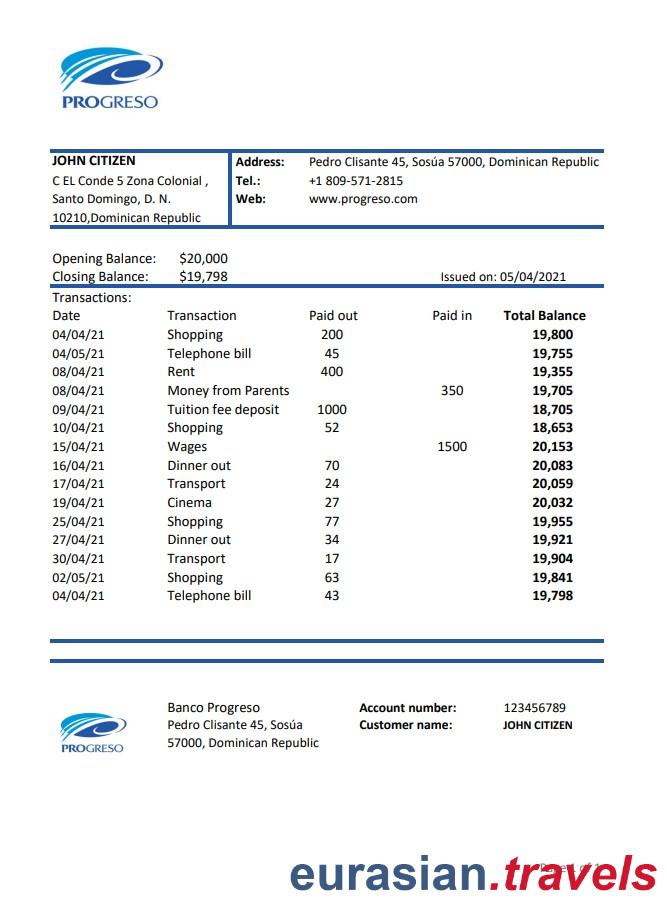 PROGRESO
JOHN CITIZEN
C EL Conde 5 Zona Colonial ,
Santo Domingo, D. N.
10210,Dominican Republic
Address: Pedro Clisante 45, Sosúa 57000, Dominican Republic
Tel.: +1 809-571-2815
Web: www.progreso.com
Opening Balance: $20,000
Closing Balance: $19,798 Issued on: 05/04/2021
Transactions:
Date Transaction Paid out Paid in Total Balance
04/04/21 Shopping 200 19,800
04/05/21 Telephone bill 45 19,755
08/04/21 Rent 400 19,355
08/04/21 Money from Parents 350 19,705
09/04/21 Tuition fee deposit 1000 18,705
10/04/21 Shopping 52 18,653
15/04/21 Wages 1500 20,153
16/04/21 Dinner out 70 20,083
17/04/21 Transport 24 20,059
19/04/21 Cinema 27 20,032
25/04/21 Shopping 77 19,955
27/04/21 Dinner out 34 19,921
30/04/21 Transport 17 19,904
02/05/21 Shopping 63 19,841
04/04/21 Telephone bill 43 19,798
PROGRESO
Banco Progreso
Pedro Clisante 45, Sosúa
57000, Dominican Republic
Account number: 123456789
Customer name: JOHN CITIZEN
Page 1 of 1
eurasian.travels